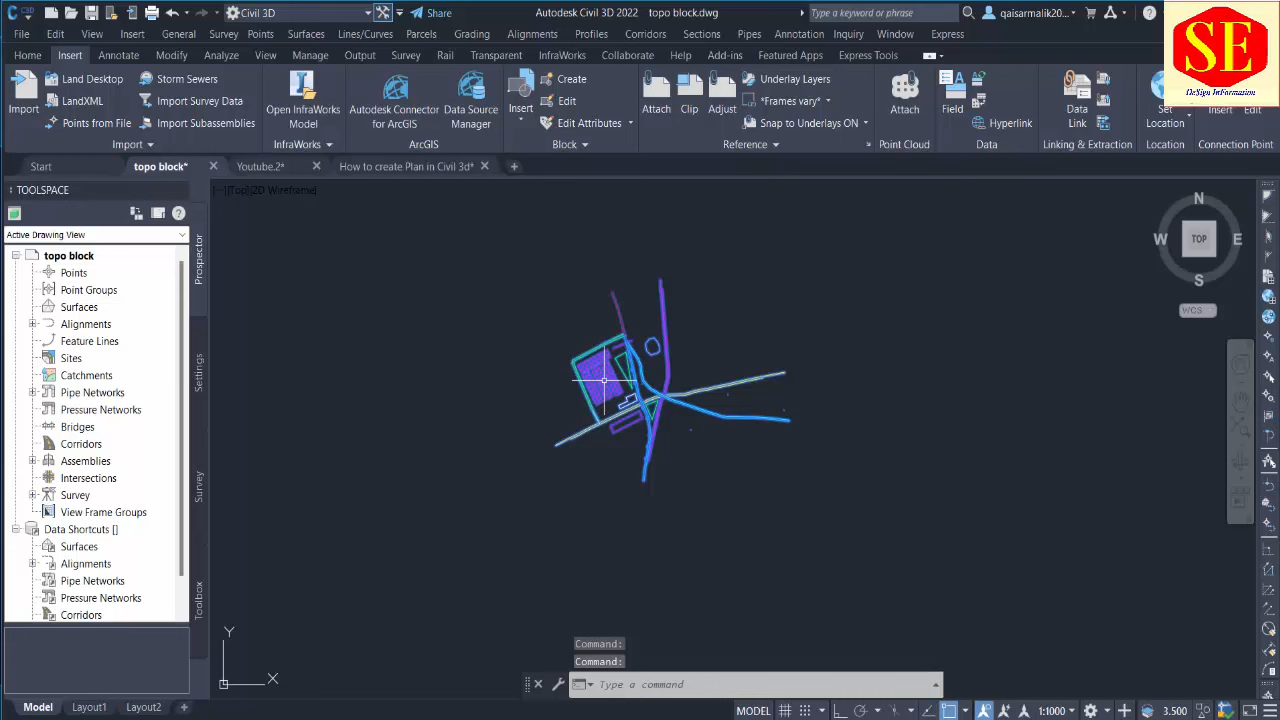 Civil 3D
Share
Autodesk Civil 3D 2022 topo block.dwg
Type a keyword or phrase
qaisarmalik20...
SE
DeSign InFormation
File Edit View Insert General Survey Points Surfaces Lines/Curves Parcels Grading Alignment Profiles Corridors Sections Pipes Annotation Inquiry Window Express
Home Insert Annotate Modify Analyze View Manage Output Survey Rail Transparent InfraWorks Collaborate Add-ins Featured Apps Express Tools
Import
Land Desktop
LandXML
Points from File
Storm Sewers
Import Survey Data
Import Subassemblies
Open InfraWorks
Model
Autodesk Connector
for ArcGIS
Data Source
Manager
Insert
Create
Edit
Edit Attributes
Attach
Clip
Adjust
Underlay Layers
*Frames vary*
Snap to Underlays ON
Attach
Field
Hyperlink
Data
Link
Set
Location
Insert
Edit
Import InfraWorks ArcGIS Block Reference Point Cloud Data Linking & Extraction Location Connection Point
Start topo block* Youtube.2* How to create Plan in Civil 3d*
TOOLSPACE
[—][Top][2D Wireframe]
Active Drawing View
topo block
Points
Point Groups
Surfaces
Alignments
Feature Lines
Sites
Catchments
Pipe Networks
Pressure Networks
Bridges
Corridors
Assemblies
Intersections
Survey
View Frame Groups
Data Shortcuts []
Surfaces
Alignments
Pipe Networks
Pressure Networks
Corridors
Prospector
Settings
Survey
Toolbox
N
W
TOP
E
S
WCS
Y
X
Command:
Command:
Type a command
Model Layout1 Layout2
MODEL
1:1000
3.500